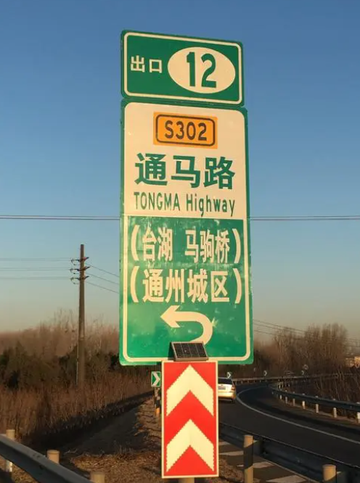 出口 12
S302
通马路
TONGMA Highway
(台湖 马驹桥)
(通州城区)